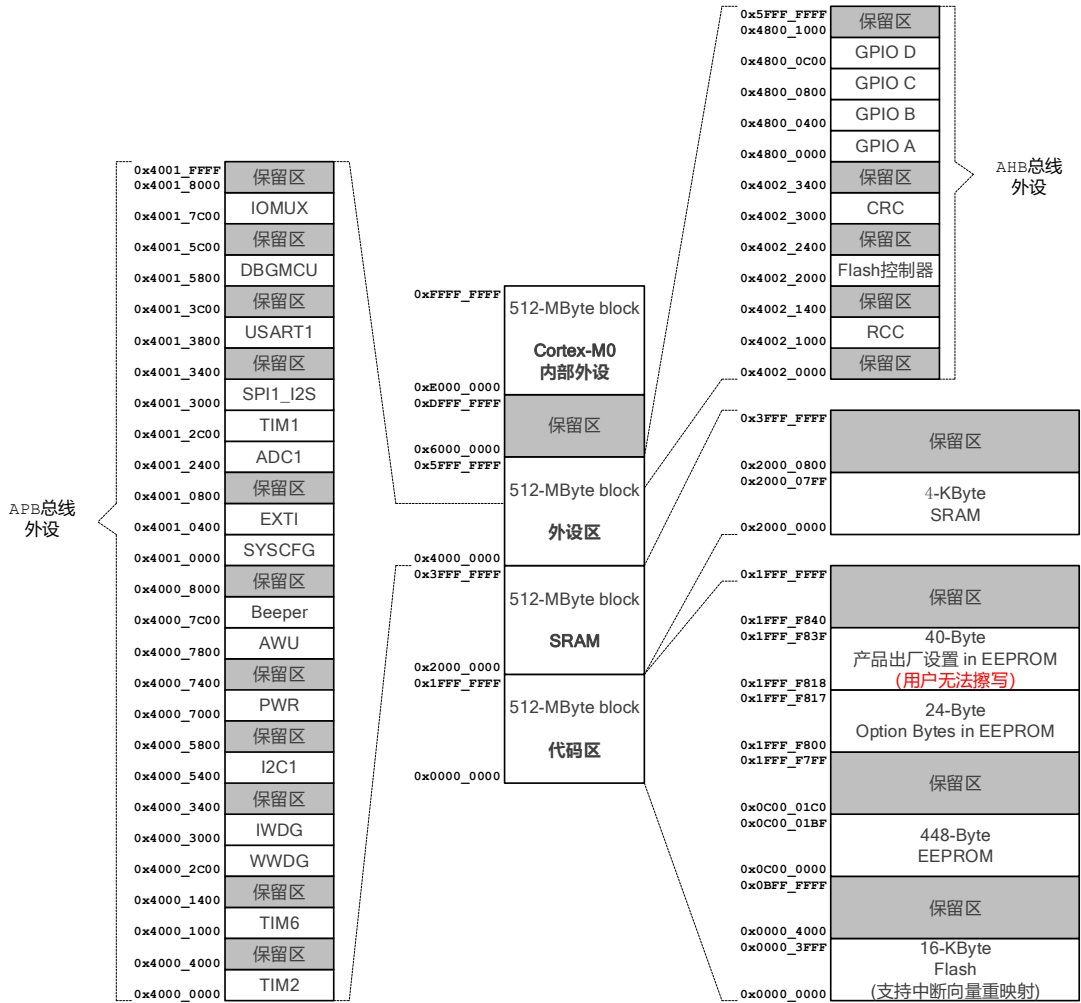 APB总线
外设
0x4001_FFFF
0x4001_8000
保留区
0x4001_7C00
IOMUX
0x4001_5C00
保留区
0x4001_5800
DBGMCU
0x4001_3C00
保留区
0x4001_3800
USART1
0x4001_3400
保留区
0x4001_3000
SPI1_I2S
0x4001_2C00
TIM1
0x4001_2400
ADC1
0x4001_0800
保留区
0x4001_0400
EXTI
0x4001_0000
SYSCFG
0x4000_8000
保留区
0x4000_7C00
Beeper
0x4000_7800
AWU
0x4000_7400
保留区
0x4000_7000
PWR
0x4000_5800
保留区
0x4000_5400
I2C1
0x4000_3400
保留区
0x4000_3000
IWDG
0x4000_2C00
WWDG
0x4000_1400
保留区
0x4000_1000
TIM6
0x4000_4000
保留区
0x4000_0000
TIM2
0xFFFF_FFFF
512-MByte block
Cortex-M0
内部外设
0xE000_0000
0xDFFF_FFFF
保留区
0x6000_0000
0x5FFF_FFFF
512-MByte block
外设区
0x4000_0000
0x3FFF_FFFF
512-MByte block
SRAM
0x2000_0000
0x1FFF_FFFF
512-MByte block
代码区
0x0000_0000
0x5FFF_FFFF
0x4800_1000
保留区
0x4800_0C00
GPIO D
0x4800_0800
GPIO C
0x4800_0400
GPIO B
0x4800_0000
GPIO A
0x4002_3400
保留区
0x4002_3000
CRC
0x4002_2400
保留区
0x4002_2000
Flash控制器
0x4002_1400
保留区
0x4002_1000
RCC
0x4002_0000
保留区
AHB总线
外设
0x3FFF_FFFF
保留区
0x2000_0800
0x2000_07FF
4-KByte
SRAM
0x2000_0000
0x1FFF_FFFF
保留区
0x1FFF_F840
0x1FFF_F83F
40-Byte
产品出厂设置 in EEPROM
(用户无法擦写)
0x1FFF_F818
0x1FFF_F817
24-Byte
Option Bytes in EEPROM
0x1FFF_F800
0x1FFF_F7FF
保留区
0x0C00_01C0
0x0C00_01BF
448-Byte
EEPROM
0x0C00_0000
0x0BFF_FFFF
保留区
0x0000_4000
0x0000_3FFF
16-KByte
Flash
(支持中断向量重映射)
0x0000_0000